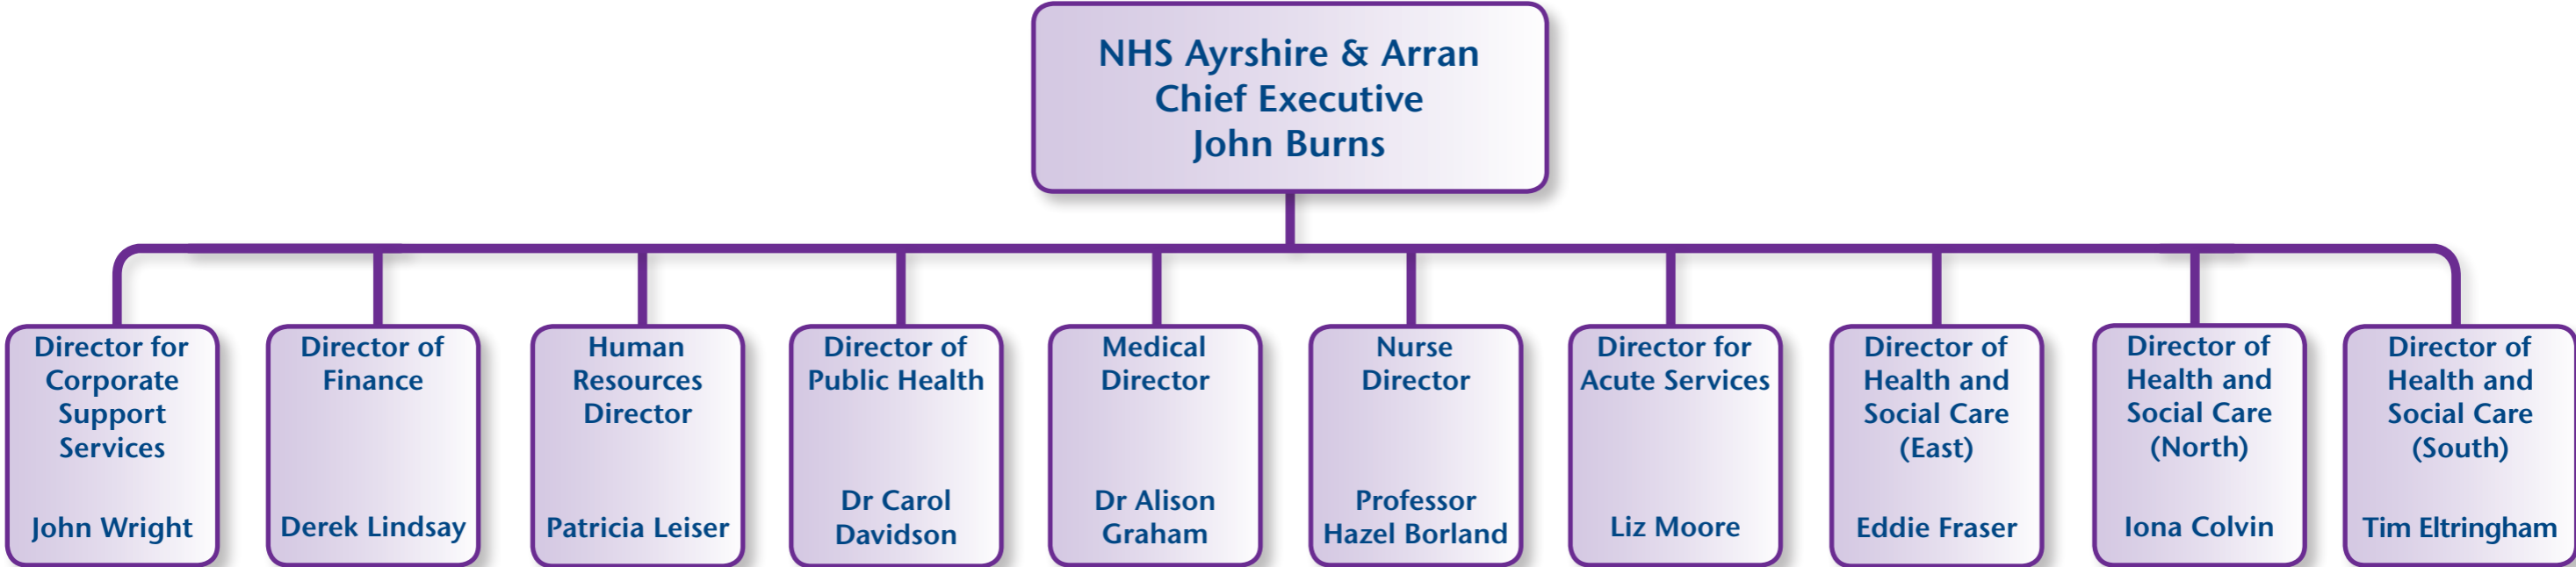 NHS Ayrshire & Arran
Chief Executive
John Burns
Director for
Corporate
Support
Services
John Wright
Director of
Finance
Derek Lindsay
Human
Resources
Director
Patricia Leiser
Director of
Public Health
Dr Carol
Davidson
Medical
Director
Dr Alison
Graham
Nurse
Director
Professor
Hazel Borland
Director for
Acute Services
Liz Moore
Director of
Health and
Social Care
(East)
Eddie Fraser
Director of
Health and
Social Care
(North)
Iona Colvin
Director of
Health and
Social Care
(South)
Tim Eltringham